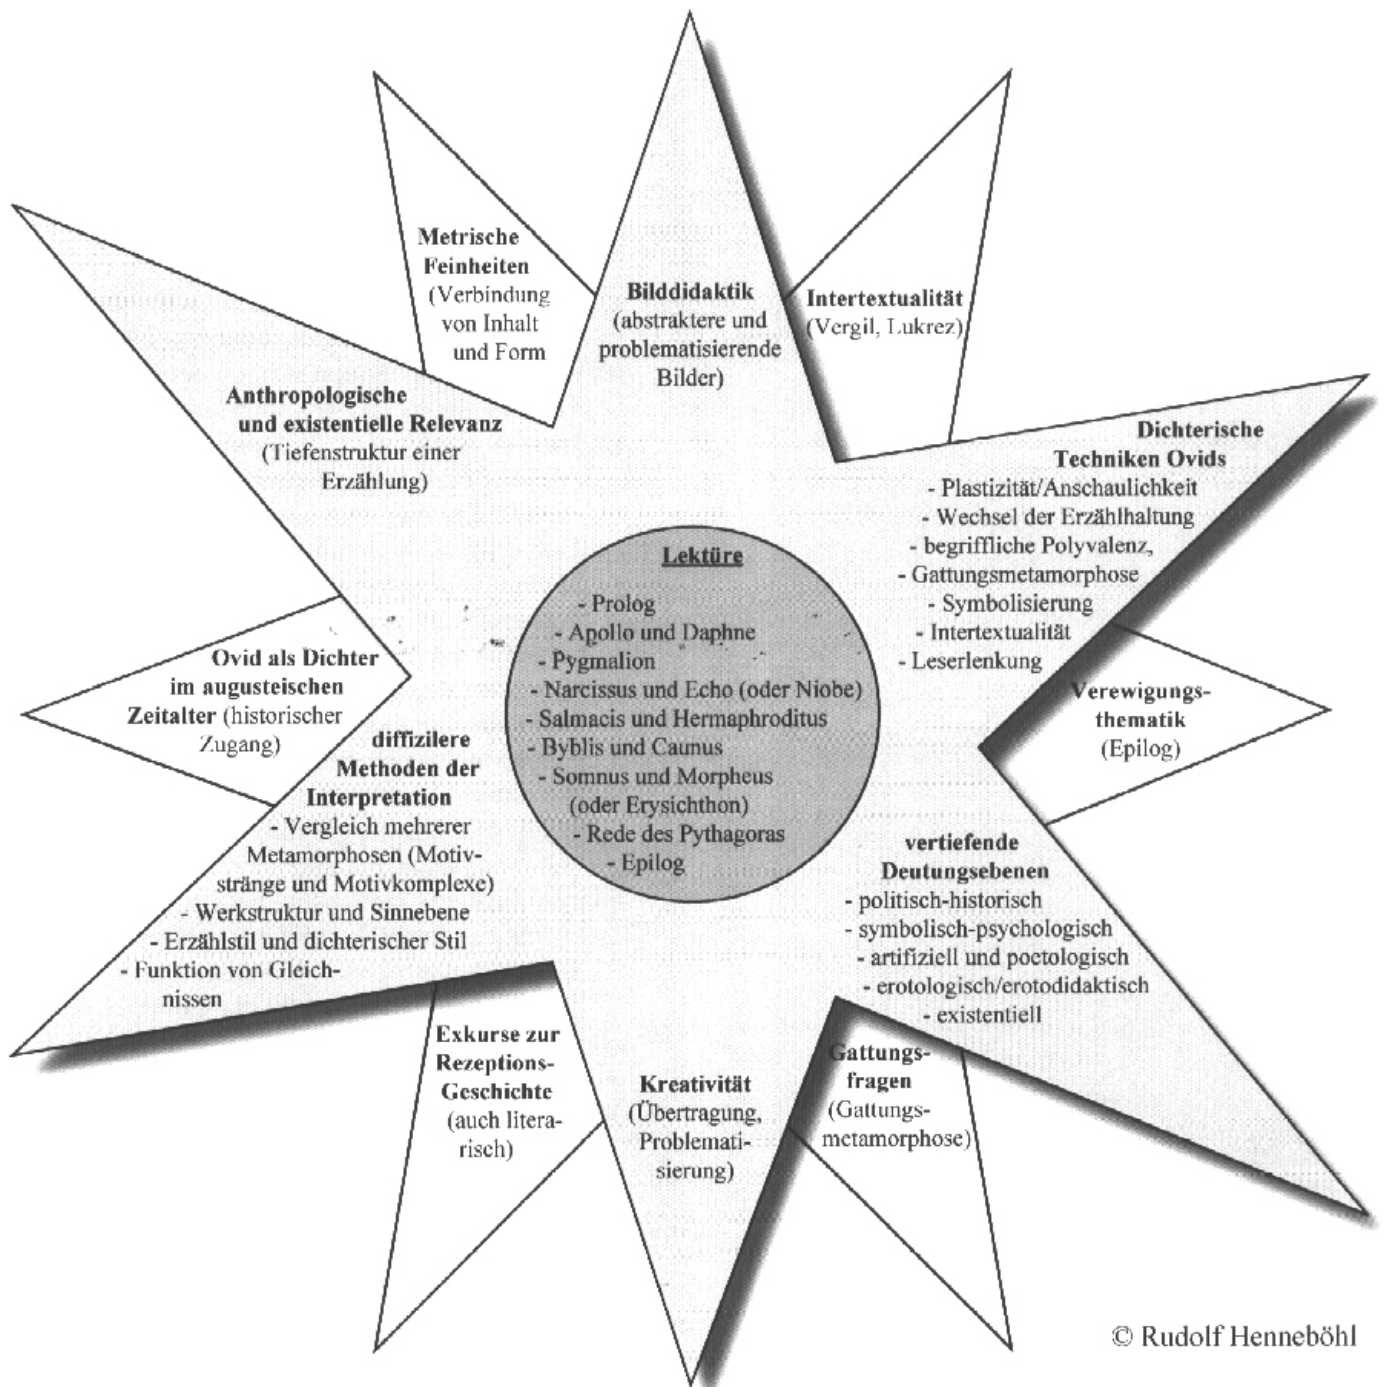 Metrische
Feinheiten
(Verbindung
von Inhalt
und Form
Bilddidaktik
(abstraktere und
problematisierende
Bilder)
Intertextualität
(Vergil, Lukrez)
Anthropologische
und existentielle Relevanz
(Tiefenstruktur einer
Erzählung)
Dichterische
Techniken Ovids
- Plastizität/Anschaulichkeit
- Wechsel der Erzählhaltung
- begriffliche Polyvalenz,
- Gattungsmetamorphose
- Symbolisierung
- Intertextualität
- Leserlenkung
Lektüre
- Prolog
- Apollo und Daphne
- Pygmalion
- Narcissus und Echo (oder Niobe)
- Salmacis und Hermaphroditus
- Byblis und Caunus
- Somnus und Morpheus
(oder Erysichthon)
- Rede des Pythagoras
- Epilog
Ovid als Dichter
im augusteischen
Zeitalter (historischer
Zugang)
Verewigungs-
thematik
(Epilog)
diffizilere
Methoden der
Interpretation
- Vergleich mehrerer
Metamorphosen (Motiv-
stränge und Motivkomplexe)
- Werkstruktur und Sinnebene
- Erzählstil und dichterischer Stil
- Funktion von Gleich-
nissen
vertiefende
Deutungsebenen
- politisch-historisch
- symbolisch-psychologisch
- artifiziell und poetologisch
- erotologisch/erotodidaktisch
- existentiell
Exkurse zur
Rezeptions-
Geschichte
(auch litera-
risch)
Kreativität
(Übertragung,
Problemati-
sierung)
Gattungs-
fragen
(Gattungs-
metamorphose)
© Rudolf Henneböhl